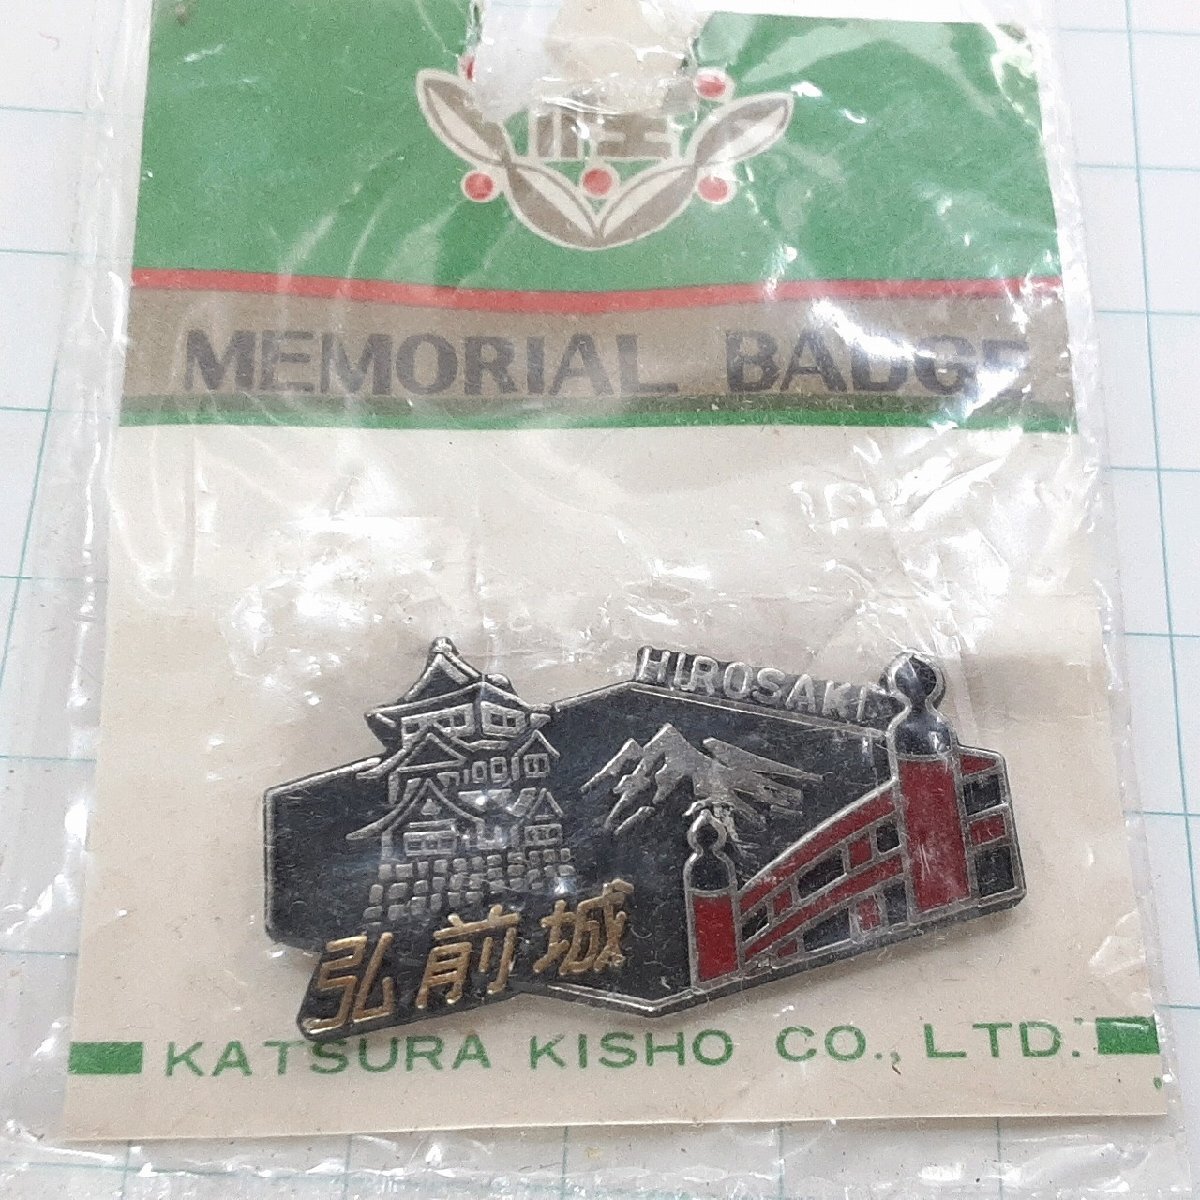 MEMORIAL BADGE
HIROSAKI
弘前城
KATSURA KISHO CO., LTD.